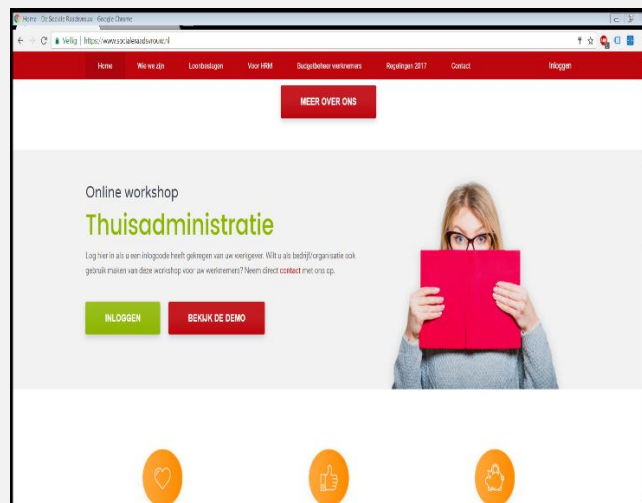 Home - De Sociale Raadsvrouw - Google Chrome
Veilig | https://www.socialeraadsvrouw.nl
Home Wie we zijn Loonbeslagen Voor HRM Budgetbeheer werknemers Regelingen 2017 Contact Inloggen
MEER OVER ONS
Online workshop
Thuisadministratie
Log hier in als u een inlogcode heeft gekregen van uw werkgever. Wilt u als bedrijf/organisatie ook
gebruik maken van deze workshop voor uw werknemers? Neem direct contact met ons op.
INLOGGEN BEKIJK DE DEMO